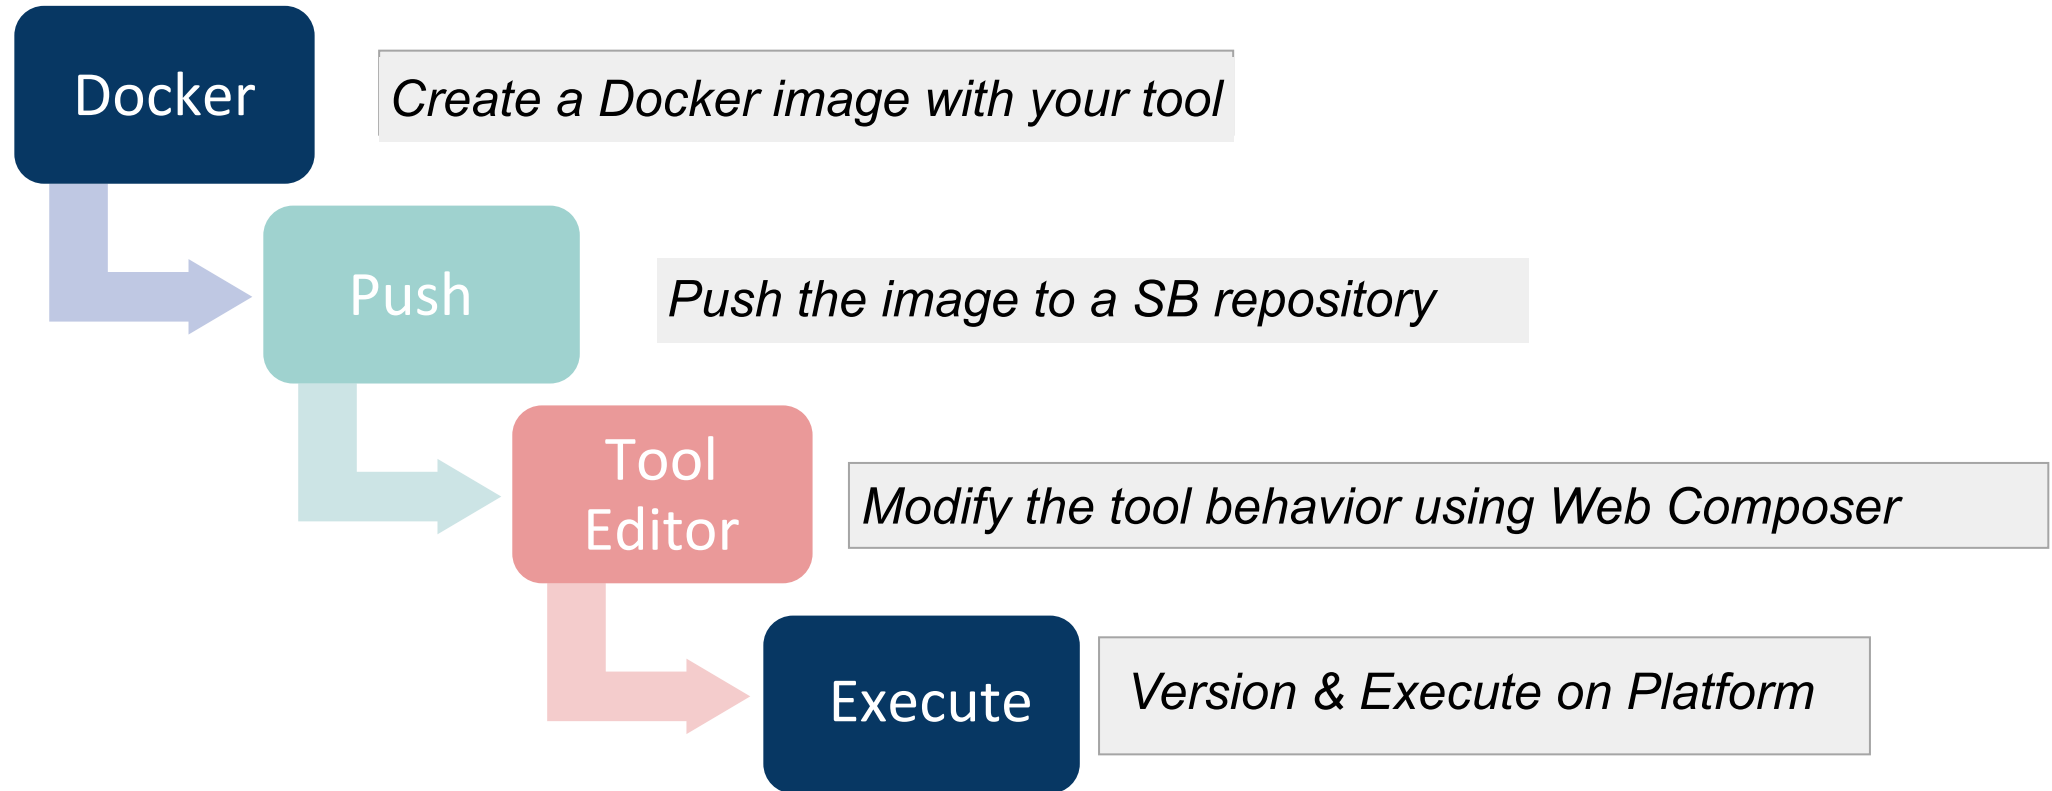 Docker
Create a Docker image with your tool
Push
Push the image to a SB repository
Tool
Editor
Modify the tool behavior using Web Composer
Execute
Version & Execute on Platform